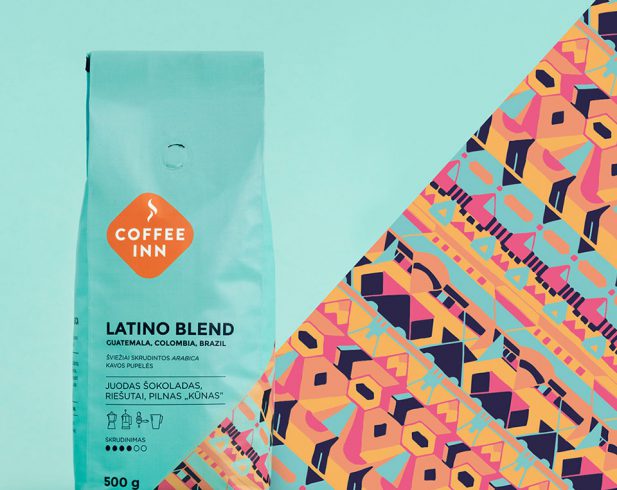 COFFEE
INN
LATINO BLEND
GUATEMALA, COLOMBIA, BRAZIL
ŠVIEŽIAI SKRUDINTOS ARABICA
KAVOS PUPELĖS
JUODAS ŠOKOLADAS,
RIEŠUTAI, PILNAS „KŪNAS“
SKRUDINIMAS
500 g